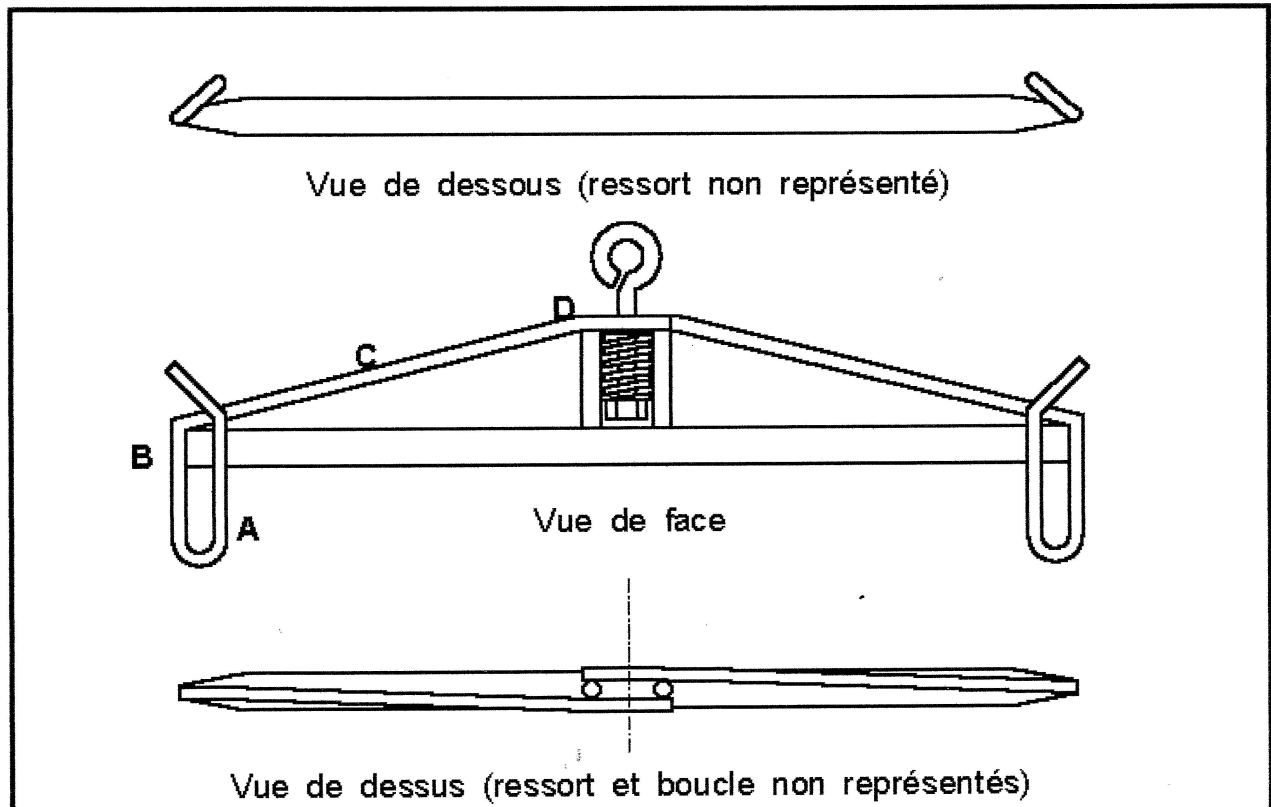 Vue de dessous (ressort non représenté)
D
C
B
A
Vue de face
Vue de dessus (ressort et boucle non représentés)